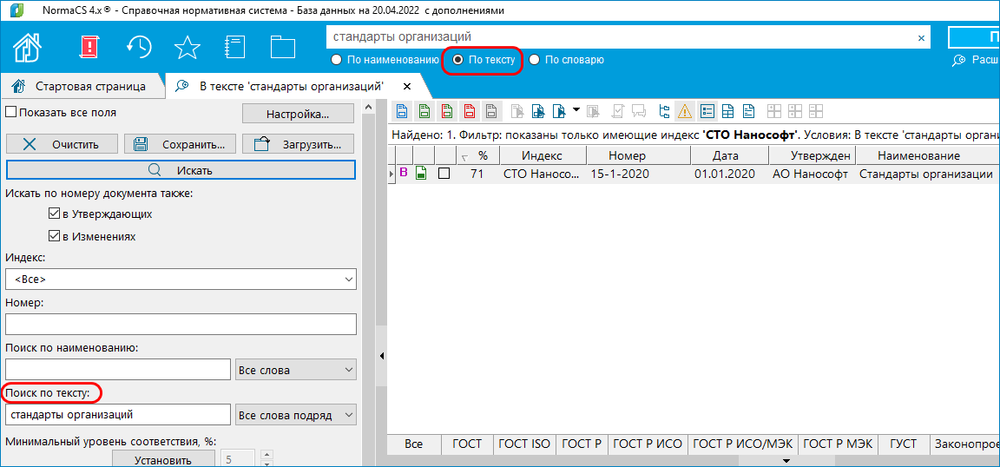 NormaCS 4.x® - Справочная нормативная система - База данных на 20.04.2022 с дополнениями
стандарты организаций
По наименованию По тексту По словарю Расш
Стартовая страница В тексте 'стандарты организаций'
Показать все поля Настройка...
Очистить Сохранить... Загрузить...
Искать
Искать по номеру документа также:
в Утверждающих
в Изменениях
Индекс:
<Все>
Номер:
Поиск по наименованию:
Все слова
Поиск по тексту:
стандарты организаций Все слова подряд
Минимальный уровень соответствия, %:
Установить 5
Найдено: 1. Фильтр: показаны только имеющие индекс 'СТО Нанософт'. Условия: В тексте 'стандарты органи
% Индекс Номер Дата Утвержден Наименование
B 71 СТО Наносо... 15-1-2020 01.01.2020 АО Нанософт Стандарты организации
Все ГОСТ ГОСТ ISO ГОСТ Р ГОСТ Р ИСО ГОСТ Р ИСО/МЭК ГОСТ Р МЭК ГУСТ Законопрое